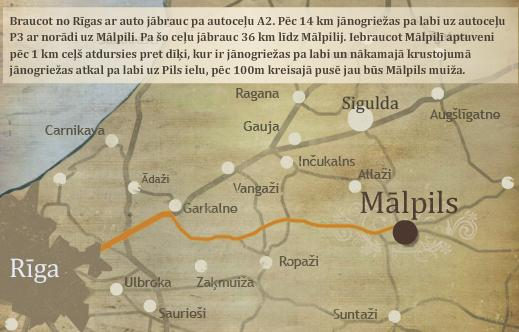 Braucot no Rīgas ar auto jābrauc pa autoceļu A2. Pēc 14 km jānogriežas pa labi uz autoceļu
P3 ar norādi uz Mālpili. Pa šo ceļu jābrauc 36 km līdz Mālpilij. Iebraucot Mālpilī aptuveni
pēc 1 km ceļš atdursies pret dīķi, kur ir jānogriežas pa labi un nākamajā krustojumā
jānogriežas atkal pa labi uz Pils ielu, pēc 100m kreisajā pusē jau būs Mālpils muiža.
Ragana
Sigulda
Augšlīgatne
Gauja
Carnikava
Inčukalns
Allaži
Ādaži
Vangaži
Garkalne
Mālpils
Rīga
Ropaži
Ulbroka
Zaķmuiža
Saurieši
Suntaži